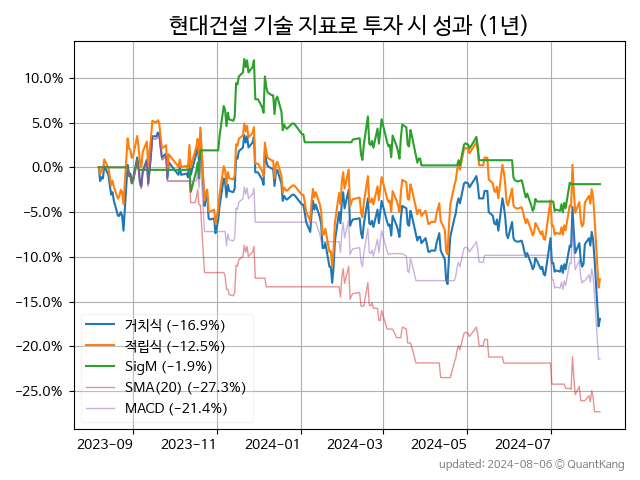 현대건설 기술 지표로 투자 시 성과 (1년)
10.0%
5.0%
0.0%
−5.0%
−10.0%
−15.0%
−20.0%
−25.0%
거치식 (−16.9%)
적립식 (−12.5%)
SigM (−1.9%)
SMA(20) (−27.3%)
MACD (−21.4%)
2023-09 2023-11 2024-01 2024-03 2024-05 2024-07
updated: 2024-08-06 © QuantKang